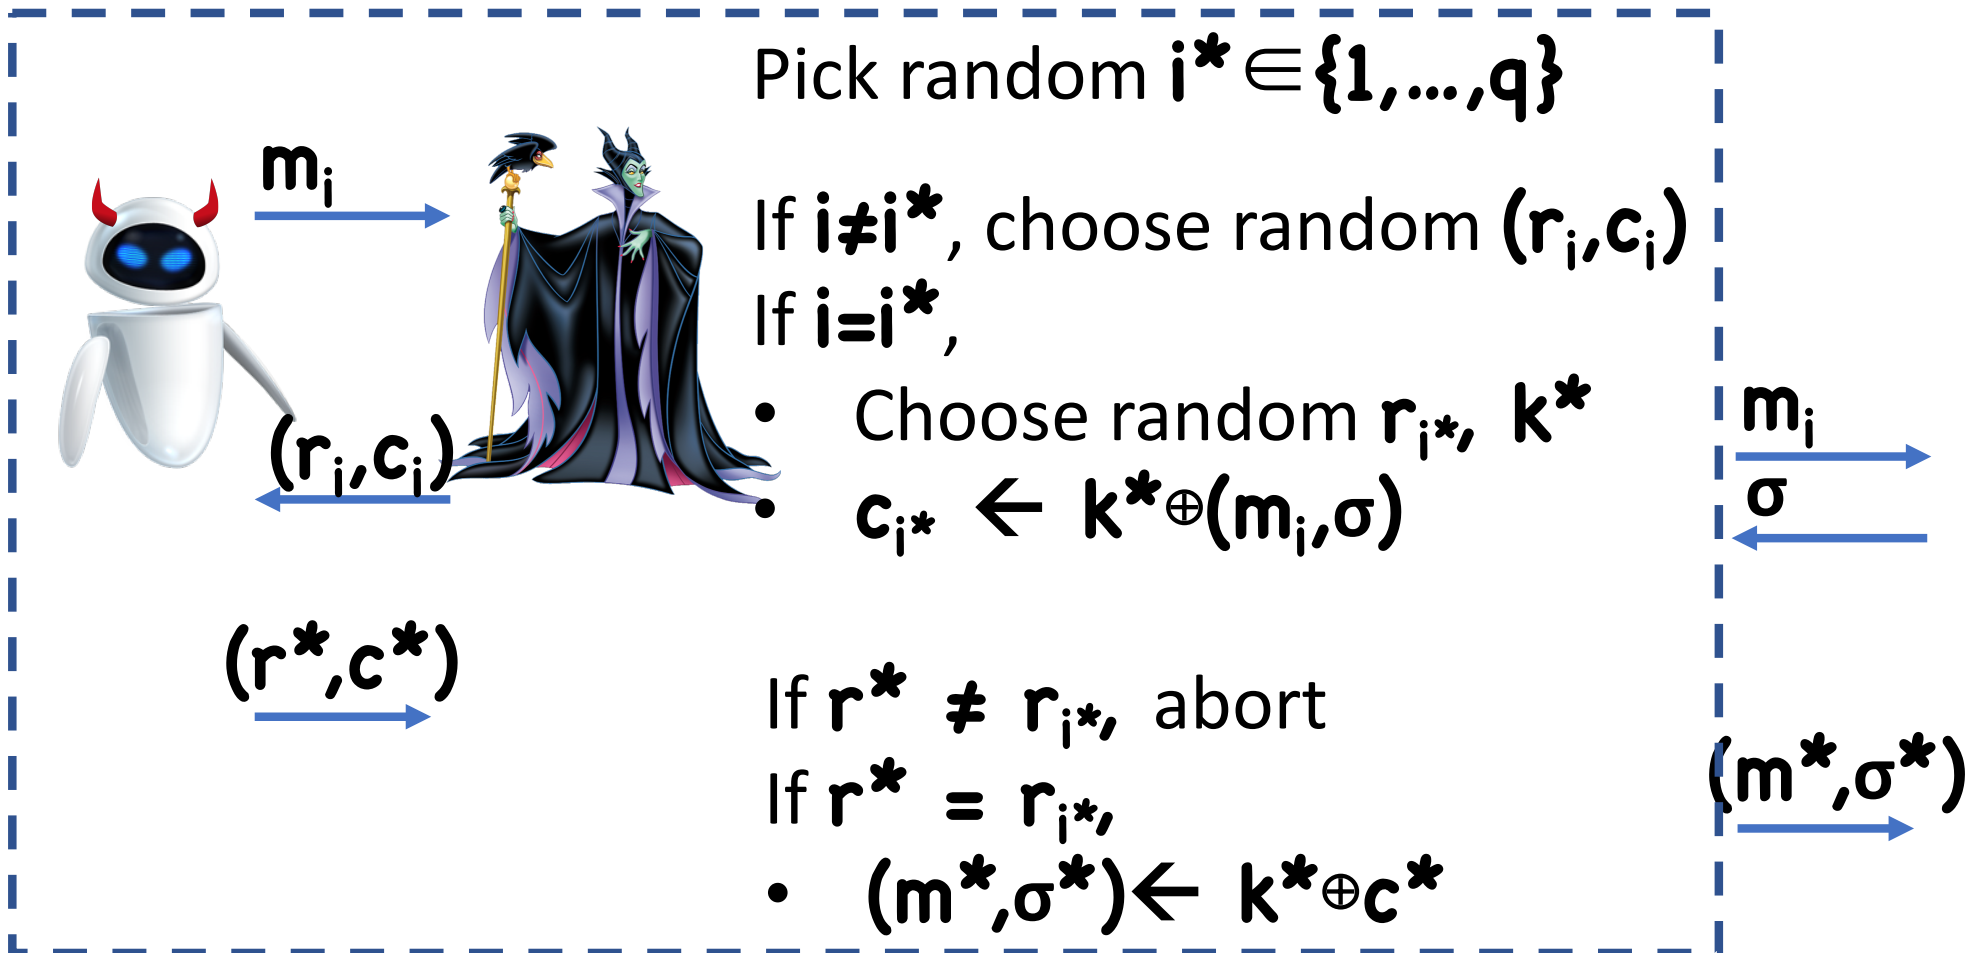 Pick random i* ∈ {1,…,q}
mᵢ
If i≠i*, choose random (rᵢ,cᵢ)
If i=i*,
• Choose random rᵢ*, k*
(rᵢ,cᵢ)
• cᵢ* ← k*⊕(mᵢ,σ)
mᵢ
σ
(r*,c*)
If r* ≠ rᵢ*, abort
If r* = rᵢ*,
• (m*,σ*)← k*⊕c*
(m*,σ*)